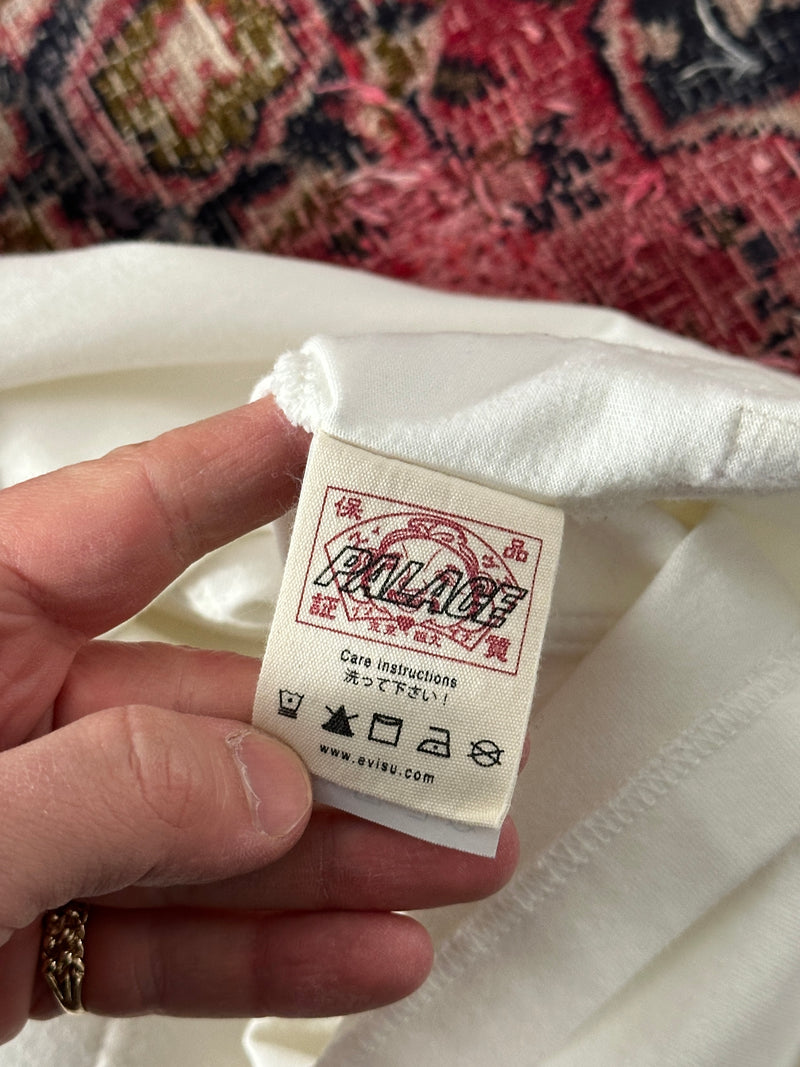 保 品
PALACE
証 質
Care instructions
洗って下さい！
www.evisu.com